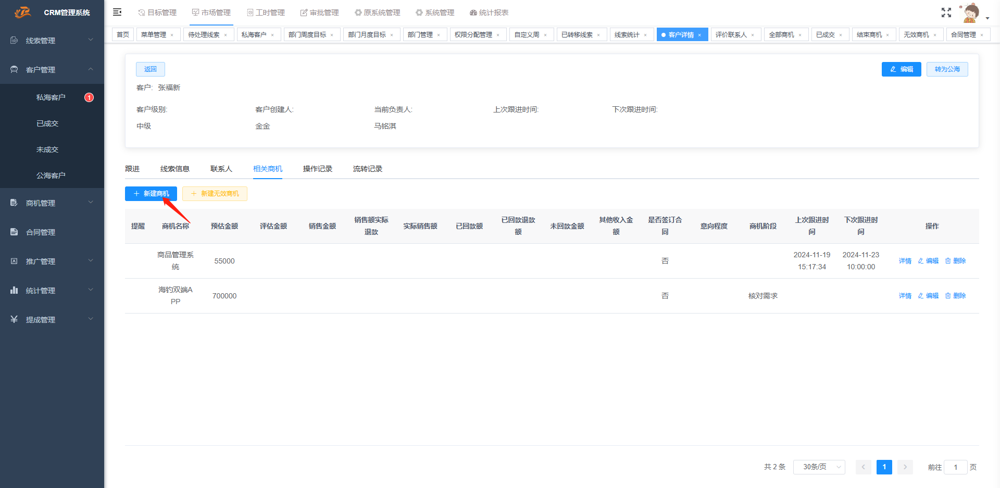 CRM管理系统
目标管理
市场管理
工时管理
审批管理
原系统管理
系统管理
统计报表
首页
菜单管理 ×
待处理线索 ×
私海客户 ×
部门周度目标 ×
部门月度目标 ×
部门管理 ×
权限分配管理 ×
自定义周 ×
已转移线索 ×
线索统计 ×
客户详情 ×
评价联系人 ×
全部商机 ×
已成交 ×
结束商机 ×
无效商机 ×
合同管理 ×
线索管理
客户管理
私海客户 1
已成交
未成交
公海客户
商机管理
合同管理
推广管理
统计管理
提成管理
返回
编辑
转为公海
客户: 张福新
客户级别: 客户创建人: 当前负责人: 上次跟进时间: 下次跟进时间:
中级 金金 马铭淇
跟进 线索信息 联系人 相关商机 操作记录 流转记录
新建商机
新建无效商机
提醒
商机名称
预估金额
评估金额
销售金额
销售额实际
退款
实际销售额
已回款额
已回款退款
额
未回款金额
其他收入金
额
是否签订合
同
意向程度
商机阶段
上次跟进时
间
下次跟进时
间
操作
商品管理系
统
55000
否
2024-11-19
15:17:34
2024-11-23
10:00:00
详情 编辑 删除
海钓双端A
PP
700000
否
核对需求
详情 编辑 删除
共 2 条
30条/页
1
前往 1 页